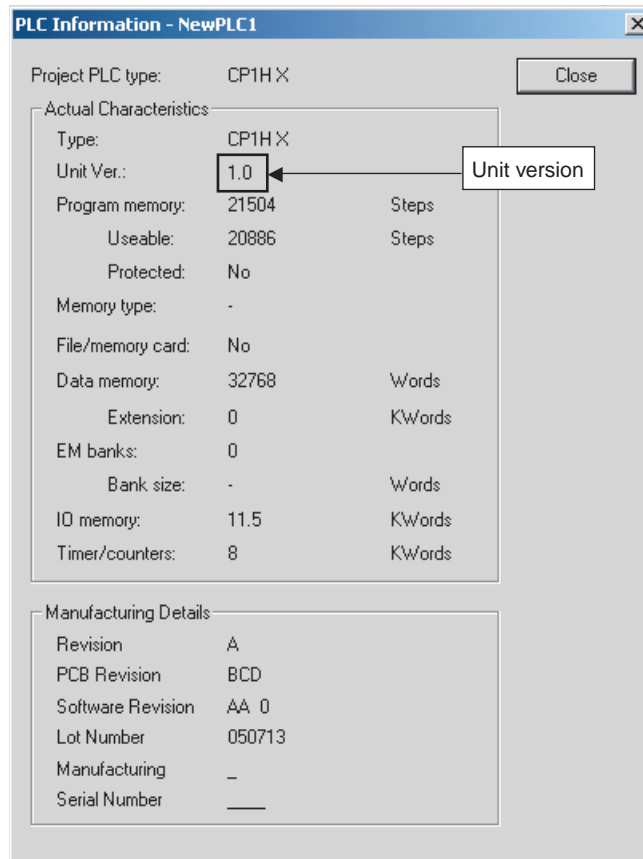 PLC Information - NewPLC1
Project PLC type: CP1H X Close
Actual Characteristics
Type: CP1H X
Unit Ver.: 1.0 Unit version
Program memory: 21504 Steps
Useable: 20886 Steps
Protected: No
Memory type: -
File/memory card: No
Data memory: 32768 Words
Extension: 0 KWords
EM banks: 0
Bank size: - Words
IO memory: 11.5 KWords
Timer/counters: 8 KWords
Manufacturing Details
Revision A
PCB Revision BCD
Software Revision AA 0
Lot Number 050713
Manufacturing _
Serial Number ____